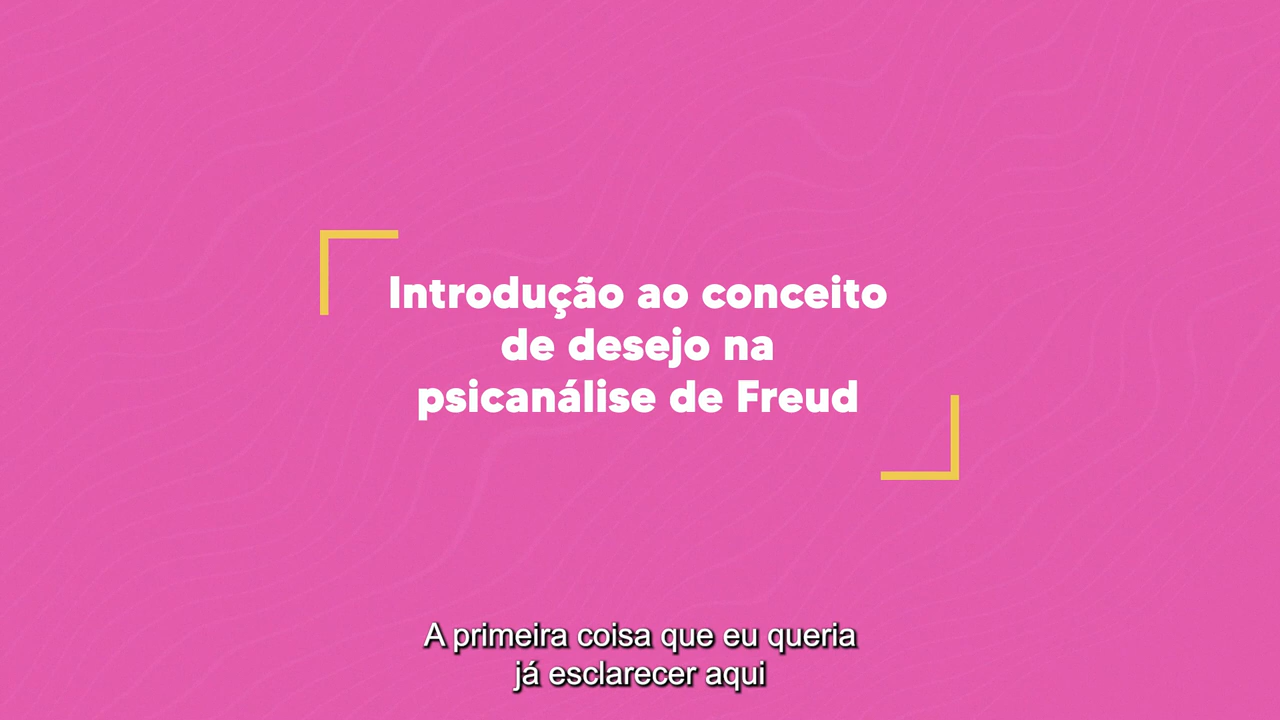 Introdução ao conceito
de desejo na
psicanálise de Freud
A primeira coisa que eu queria
já esclarecer aqui